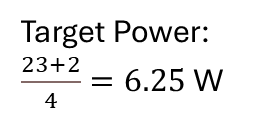 Target Power:
23+2
4
= 6.25 W